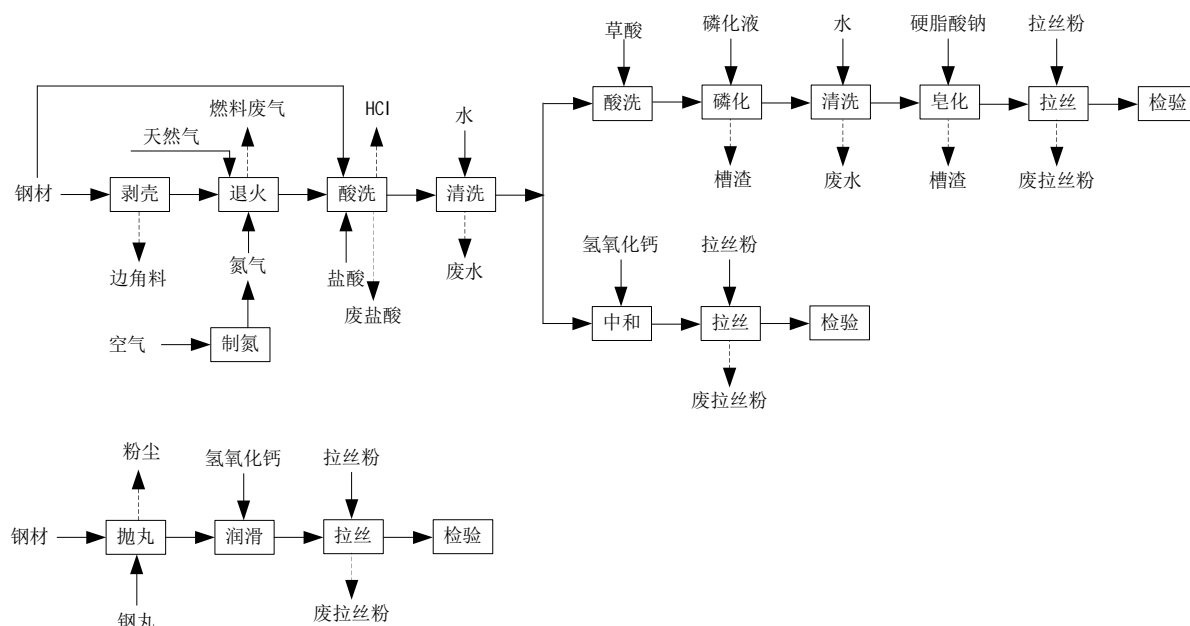 草酸
磷化液
水
硬脂酸钠
拉丝粉
酸洗
磷化
清洗
皂化
拉丝
检验
槽渣
废水
槽渣
废拉丝粉
燃料废气
HCl
水
天然气
钢材
剥壳
退火
酸洗
清洗
边角料
氮气
盐酸
废水
废盐酸
空气
制氮
氢氧化钙
拉丝粉
中和
拉丝
检验
废拉丝粉
粉尘
氢氧化钙
拉丝粉
钢材
抛丸
润滑
拉丝
检验
钢丸
废拉丝粉